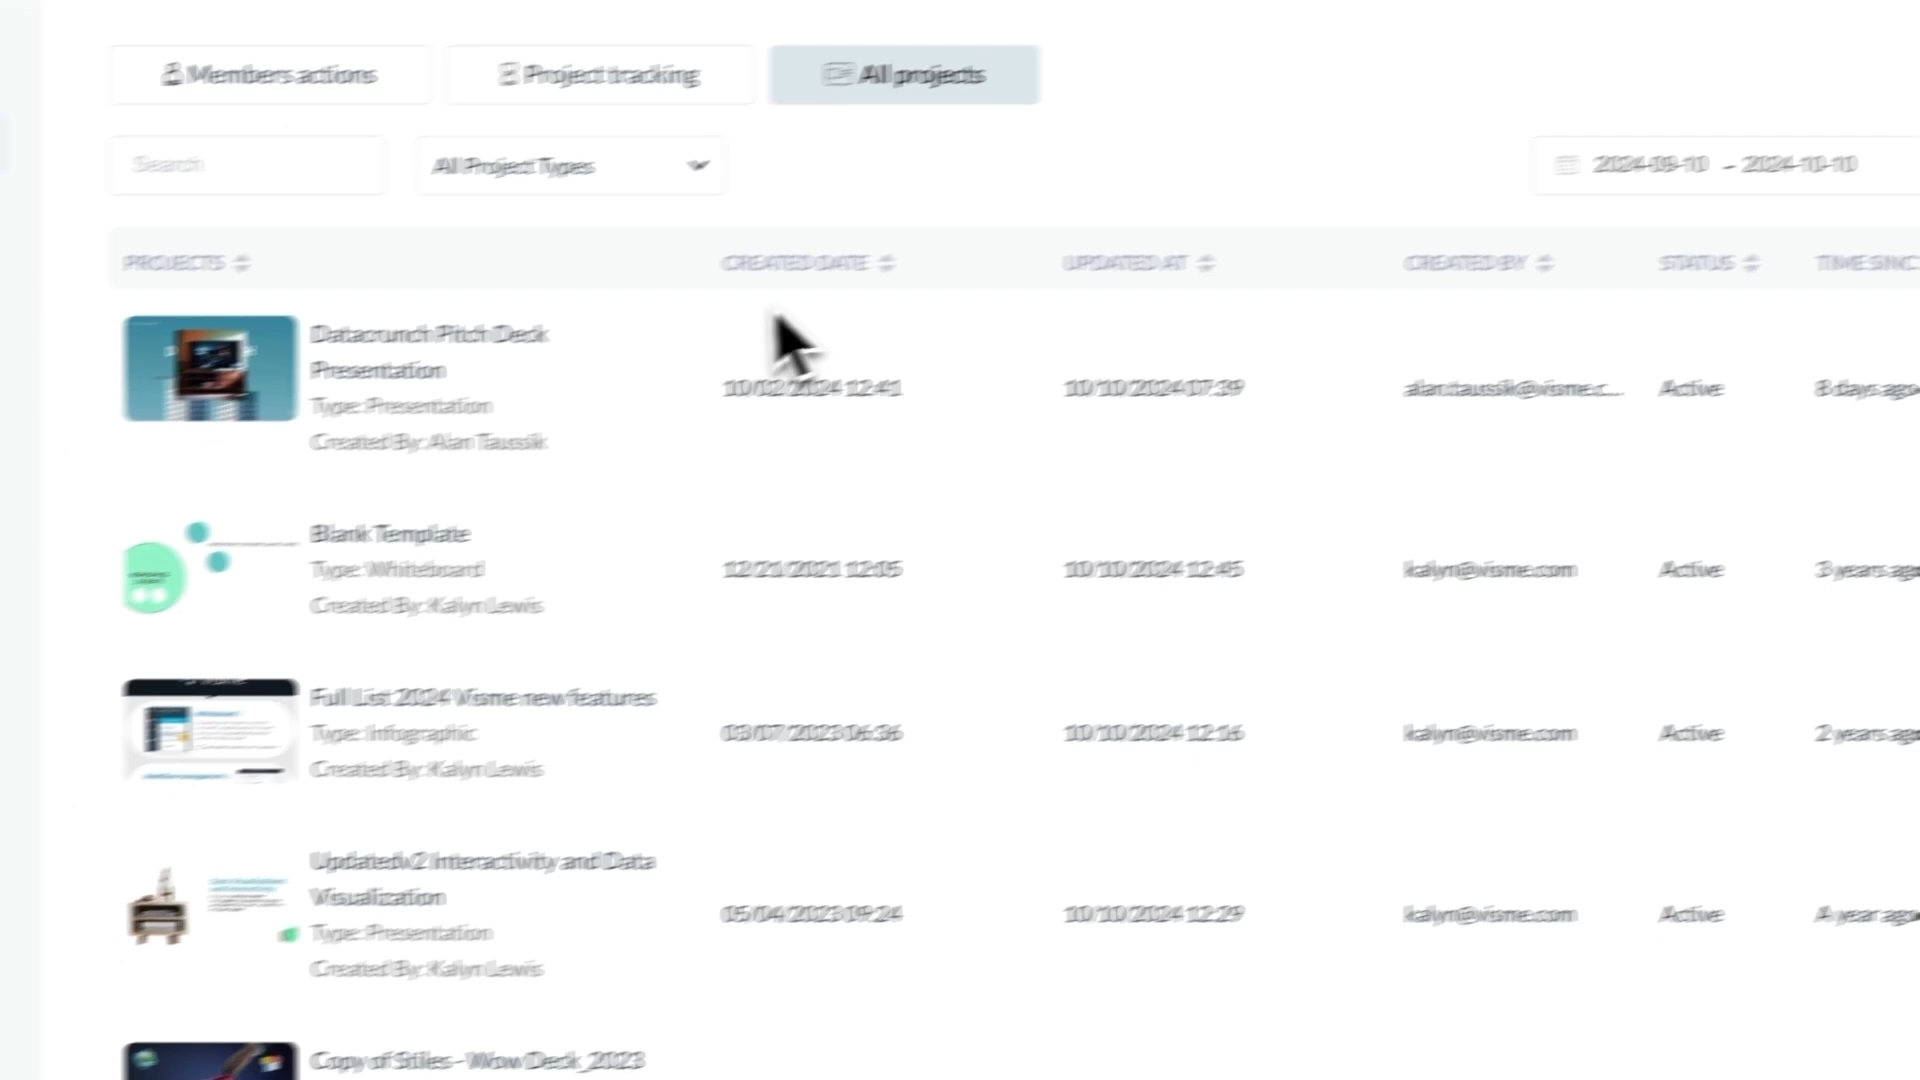 Members actions
Project tracking
All projects
Search
All Project Types
2024-09-10 - 2024-10-10
PROJECTS
CREATED DATE
UPDATED AT
CREATED BY
STATUS
TIME SINC
Datacrunch Pitch Deck
Presentation
Type: Presentation
Created By: Alan Taussik
10/02/2024 12:41
10/10/2024 07:39
alan.taussik@visme.c...
Active
8 days ago
Blank Template
Type: Whiteboard
Created By: Kalyn Lewis
12/21/2021 12:05
10/10/2024 12:45
kalyn@visme.com
Active
3 years ago
Full List 2024 Visme new features
Type: Infographic
Created By: Kalyn Lewis
03/07/2023 06:36
10/10/2024 12:16
kalyn@visme.com
Active
2 years ago
Updated v2 Interactivity and Data
Visualization
Type: Presentation
Created By: Kalyn Lewis
05/04/2023 09:24
10/10/2024 12:29
kalyn@visme.com
Active
A year ago
Copy of Stiles - Wow Deck_2023